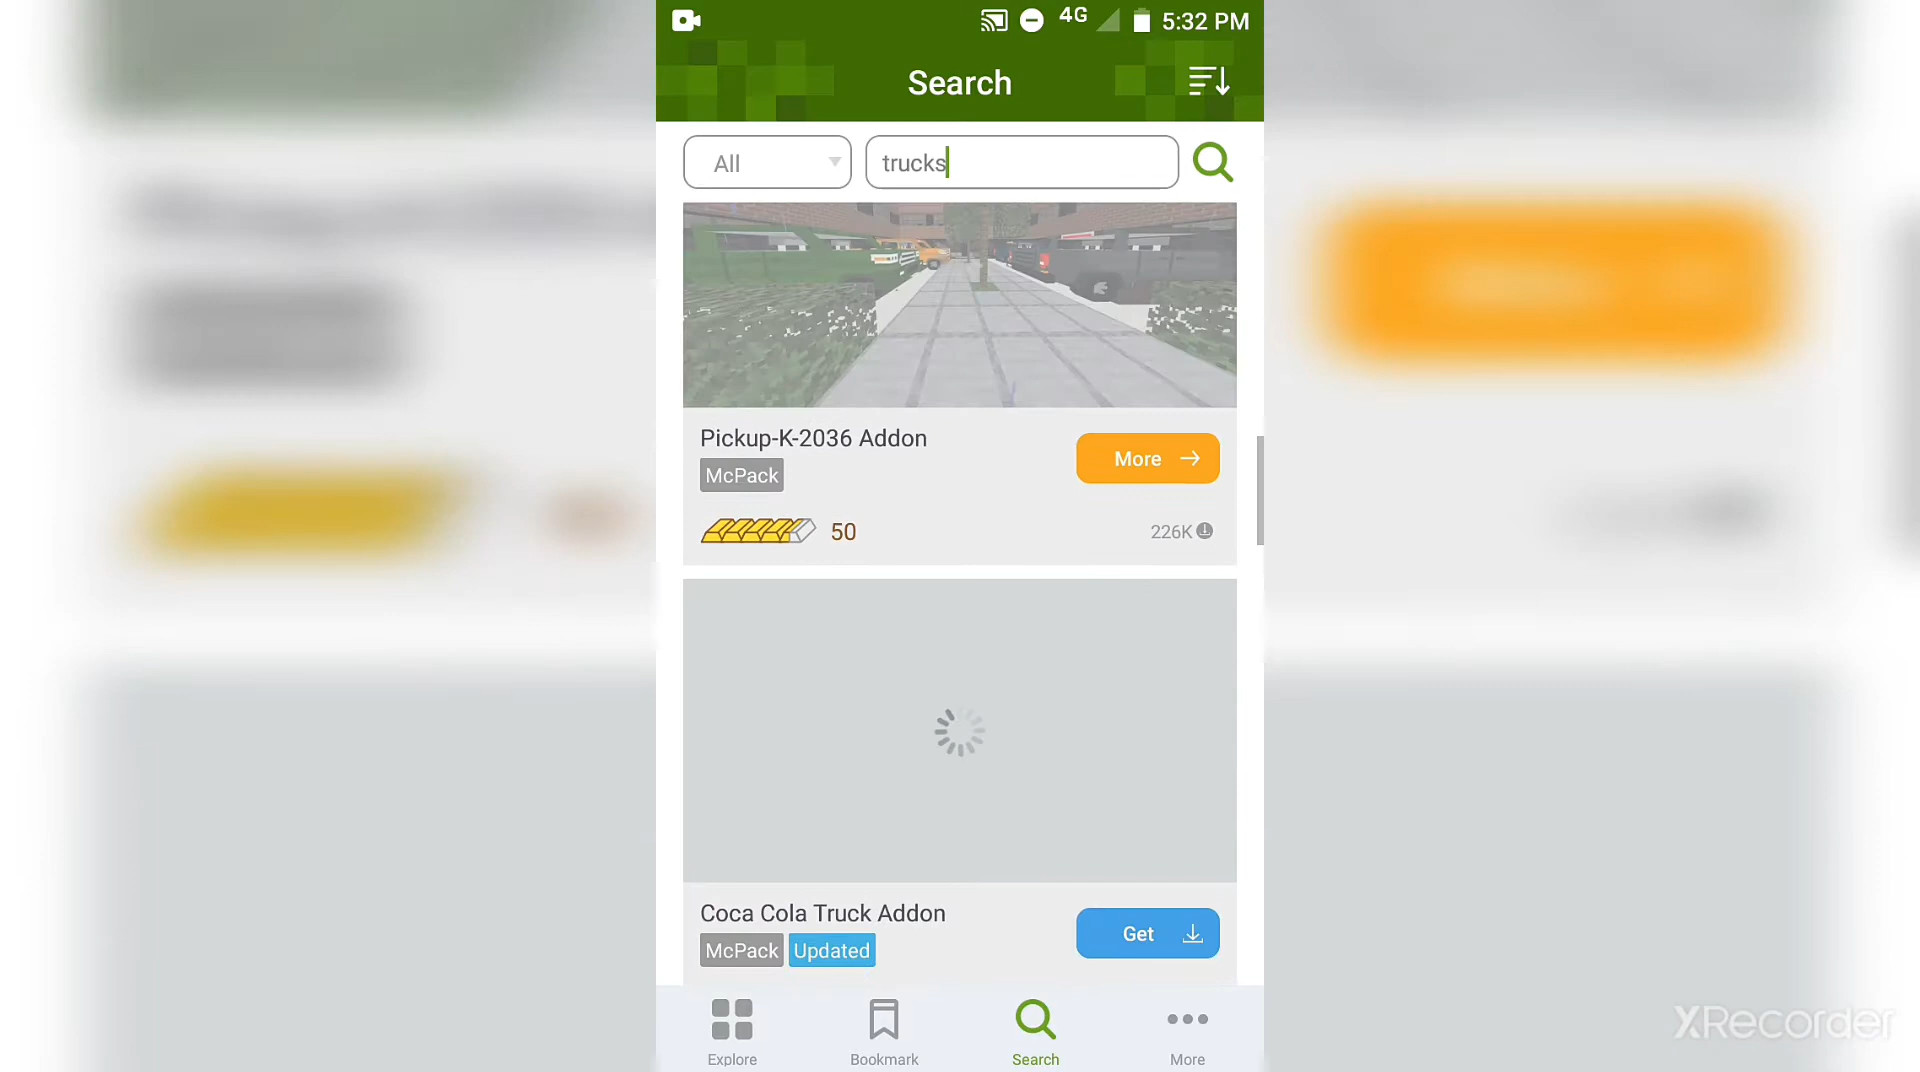 4G 5:32 PM
Search
All trucks
Pickup-K-2036 Addon
McPack
More
50
226K
Coca Cola Truck Addon
McPack Updated
Get
Explore Bookmark Search More
XRecorder